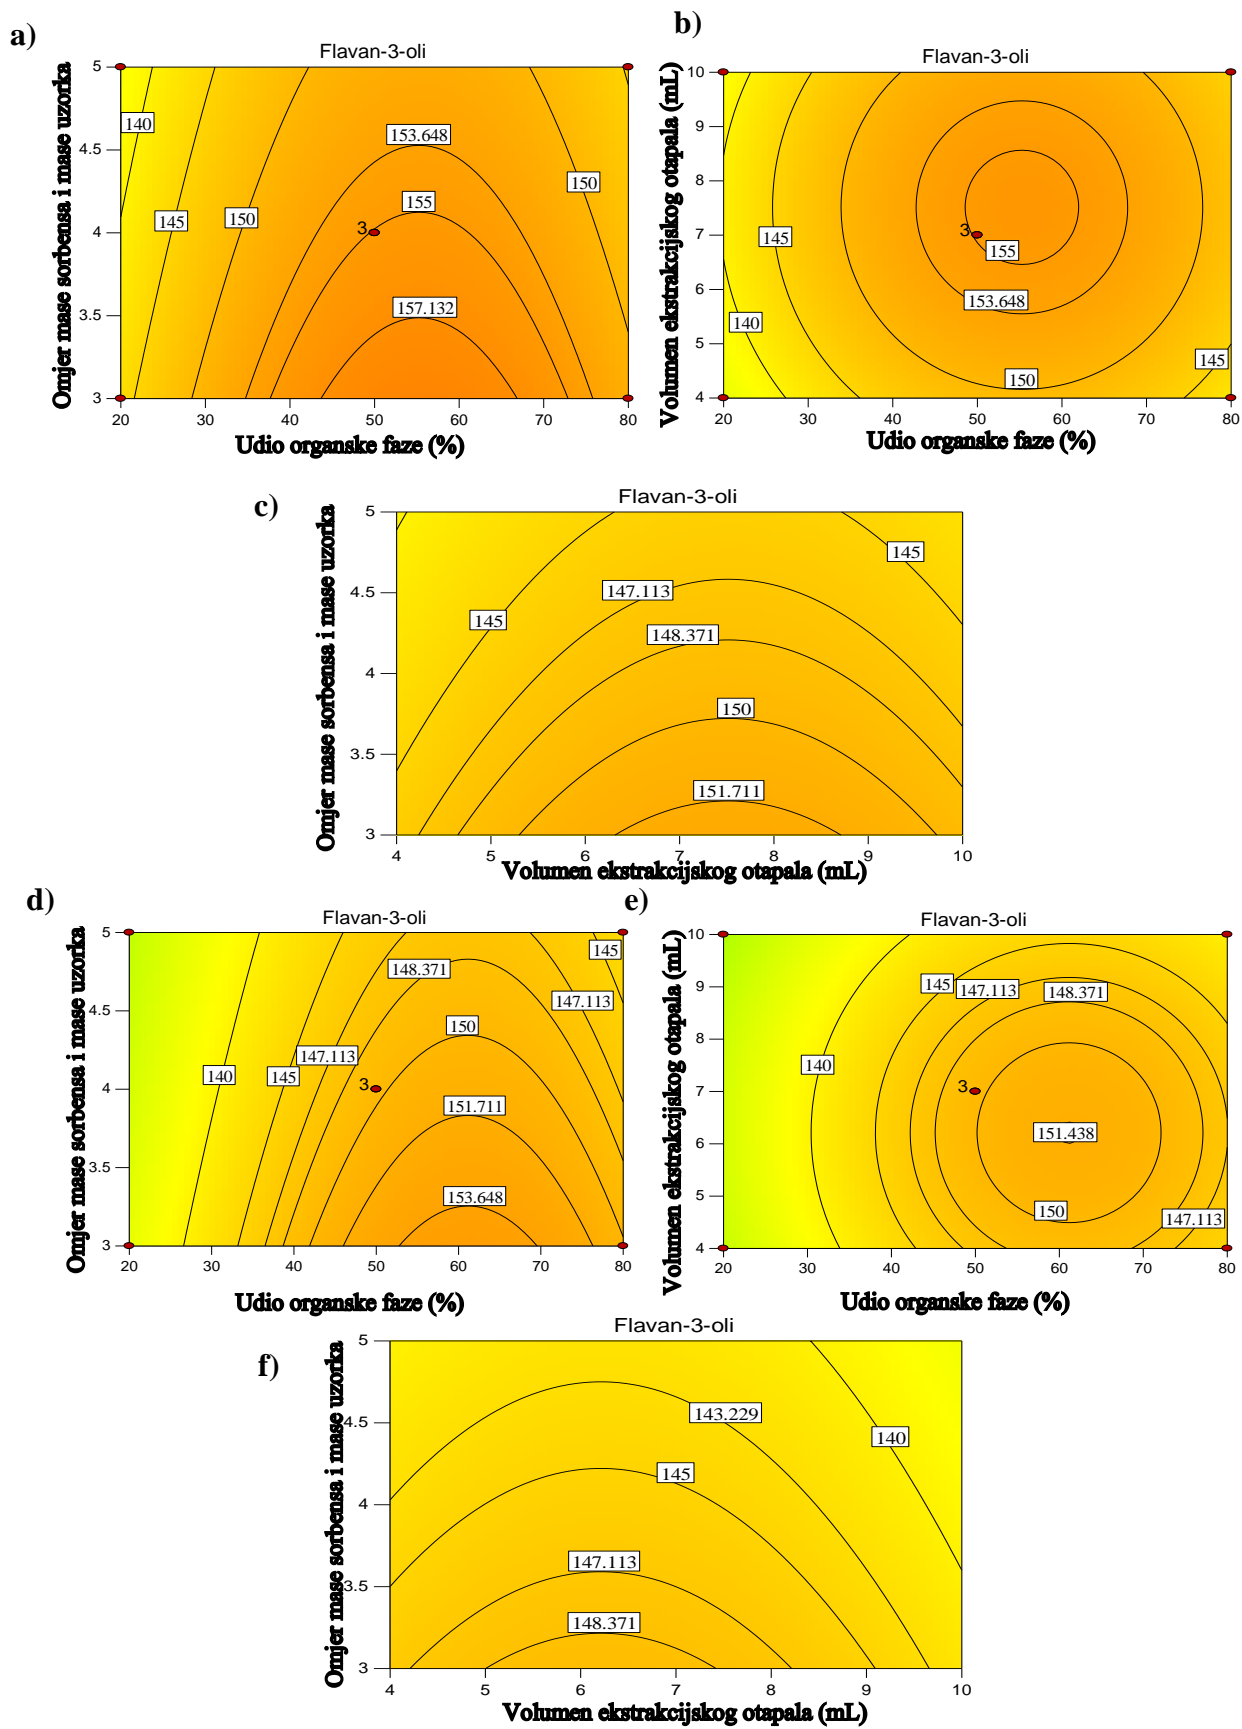 a)
Flavan-3-oli
Omjer mase sorbensa i mase uzorka
5
4.5
4
3.5
3
140
145
150
153.648
155
3
157.132
150
20 30 40 50 60 70 80
Udio organske faze (%)
b)
Flavan-3-oli
Volumen ekstrakcijskog otapala (mL)
10
9
8
7
6
5
4
145
140
3
155
153.648
150
145
20 30 40 50 60 70 80
Udio organske faze (%)
c)
Flavan-3-oli
Omjer mase sorbensa i mase uzorka
5
4.5
4
3.5
3
145
147.113
145
148.371
150
151.711
4 5 6 7 8 9 10
Volumen ekstrakcijskog otapala (mL)
d)
Flavan-3-oli
Omjer mase sorbensa i mase uzorka
5
4.5
4
3.5
3
145
148.371
147.113
150
147.113
140
145
3
151.711
153.648
20 30 40 50 60 70 80
Udio organske faze (%)
e)
Flavan-3-oli
Volumen ekstrakcijskog otapala (mL)
10
9
8
7
6
5
4
145
147.113
148.371
140
3
151.438
150
147.113
20 30 40 50 60 70 80
Udio organske faze (%)
f)
Flavan-3-oli
Omjer mase sorbensa i mase uzorka
5
4.5
4
3.5
3
143.229
140
145
147.113
148.371
4 5 6 7 8 9 10
Volumen ekstrakcijskog otapala (mL)